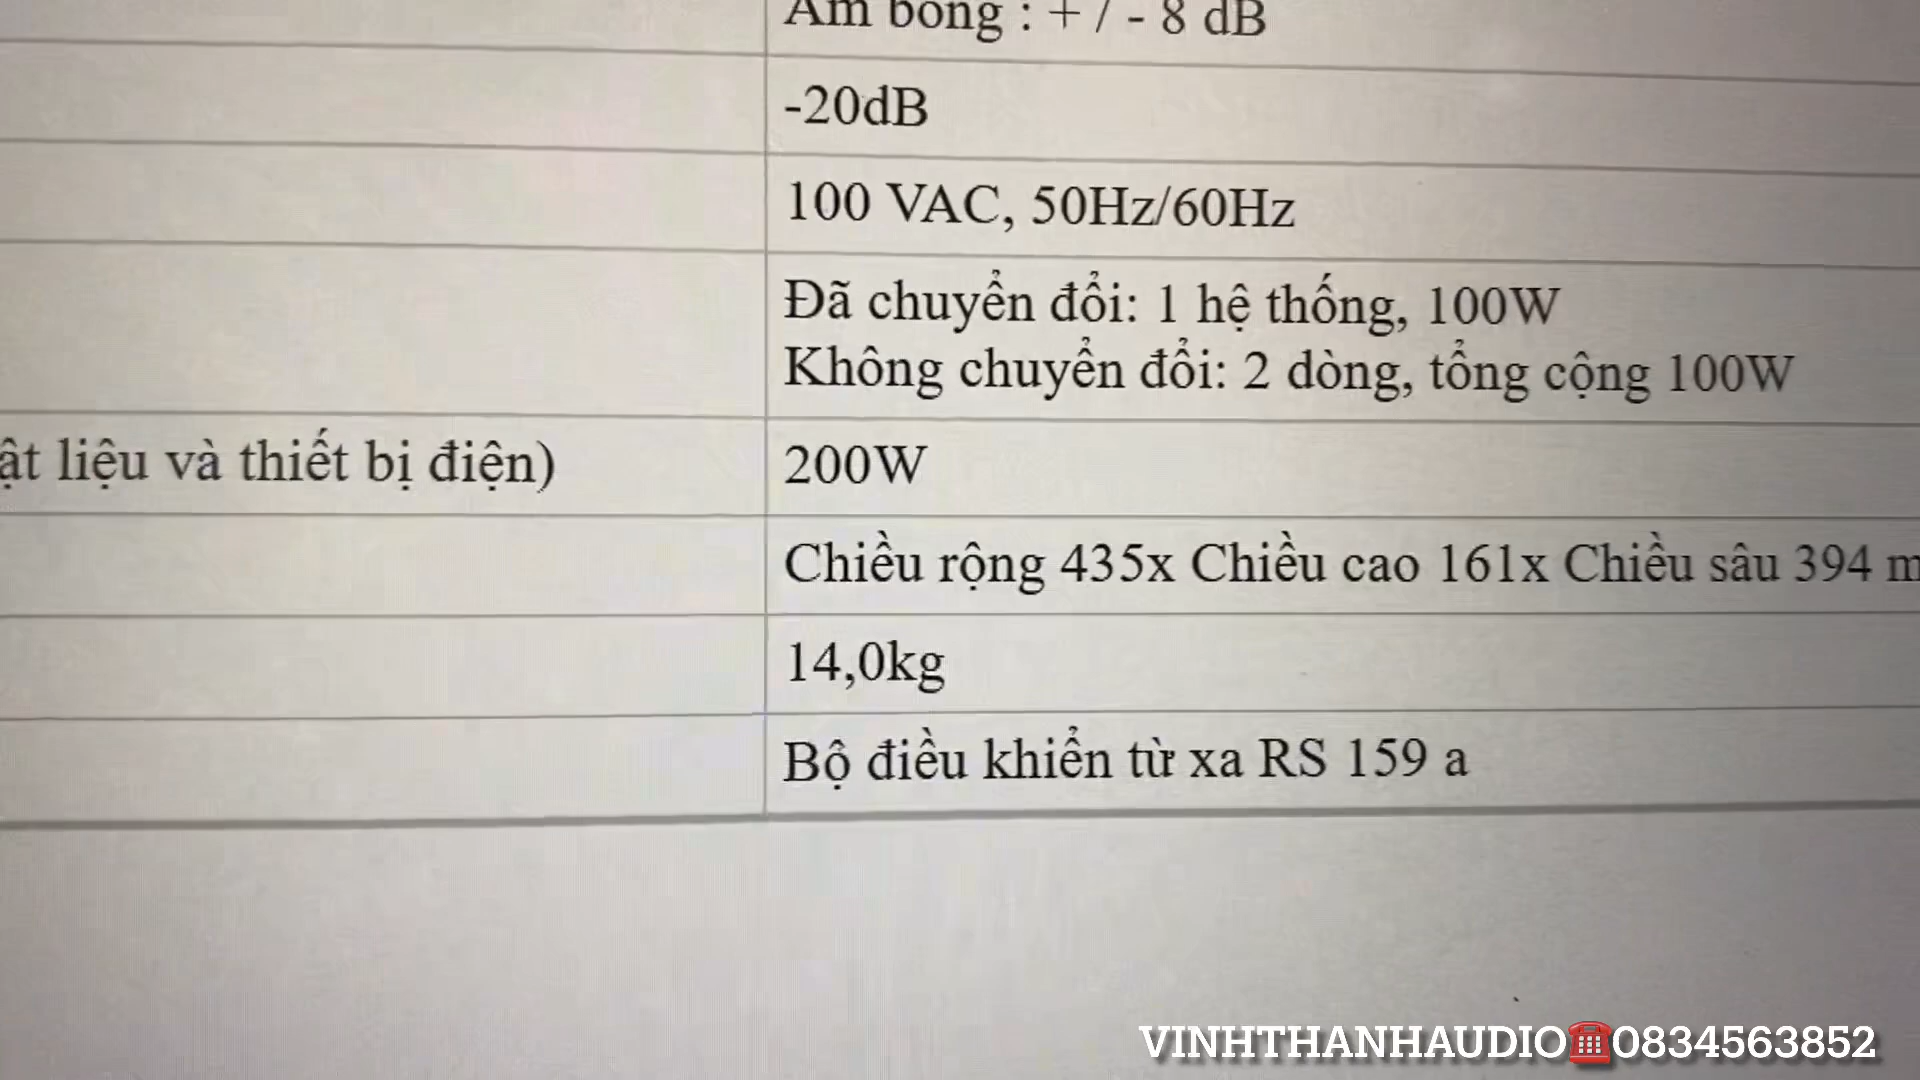 Âm bổng : + / - 8 dB
-20dB
100 VAC, 50Hz/60Hz
Đã chuyển đổi: 1 hệ thống, 100W
Không chuyển đổi: 2 dòng, tổng cộng 100W
liệu và thiết bị điện)
200W
Chiều rộng 435x Chiều cao 161x Chiều sâu 394
14,0kg
Bộ điều khiển từ xa RS 159 a
VINHTHANHAUDIO☎️0834563852